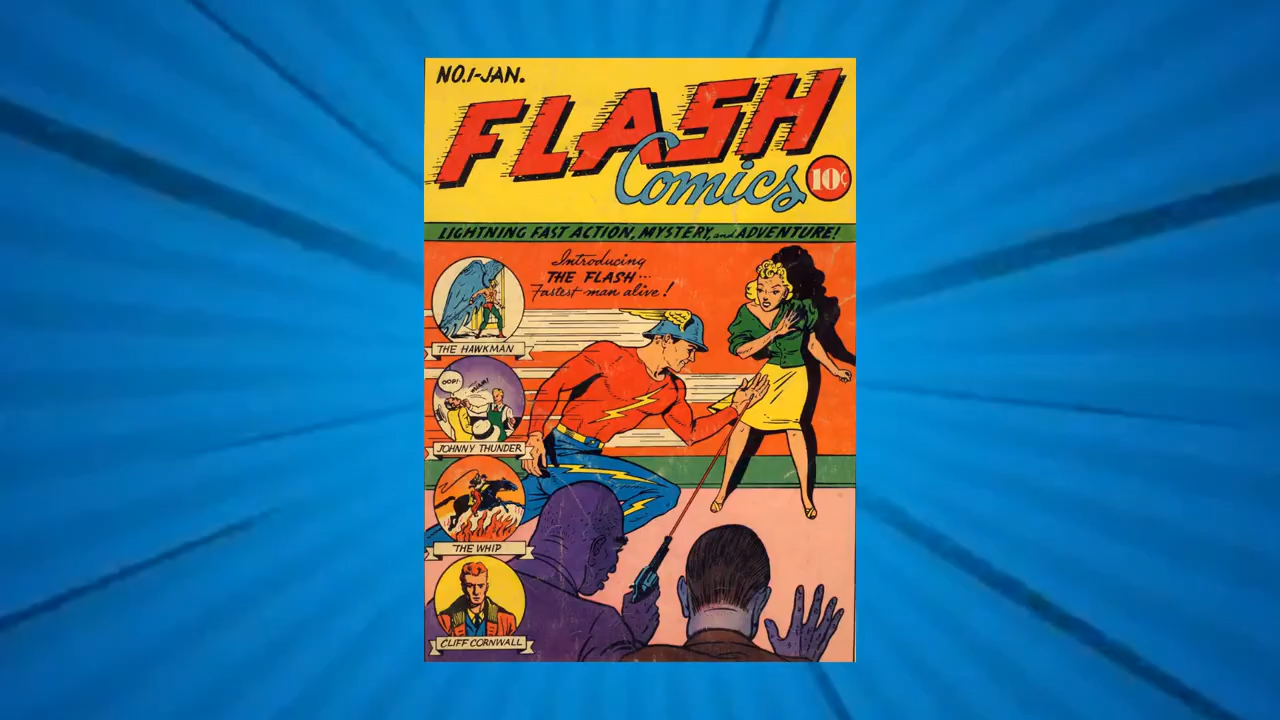 NO.1-JAN.
FLASH
Comics
10¢
LIGHTNING FAST ACTION, MYSTERY, and ADVENTURE!
Introducing
THE FLASH...
Fastest man alive!
THE HAWKMAN
OOP!
WHAM!
JOHNNY THUNDER
THE WHIP
CLIFF CORNWALL